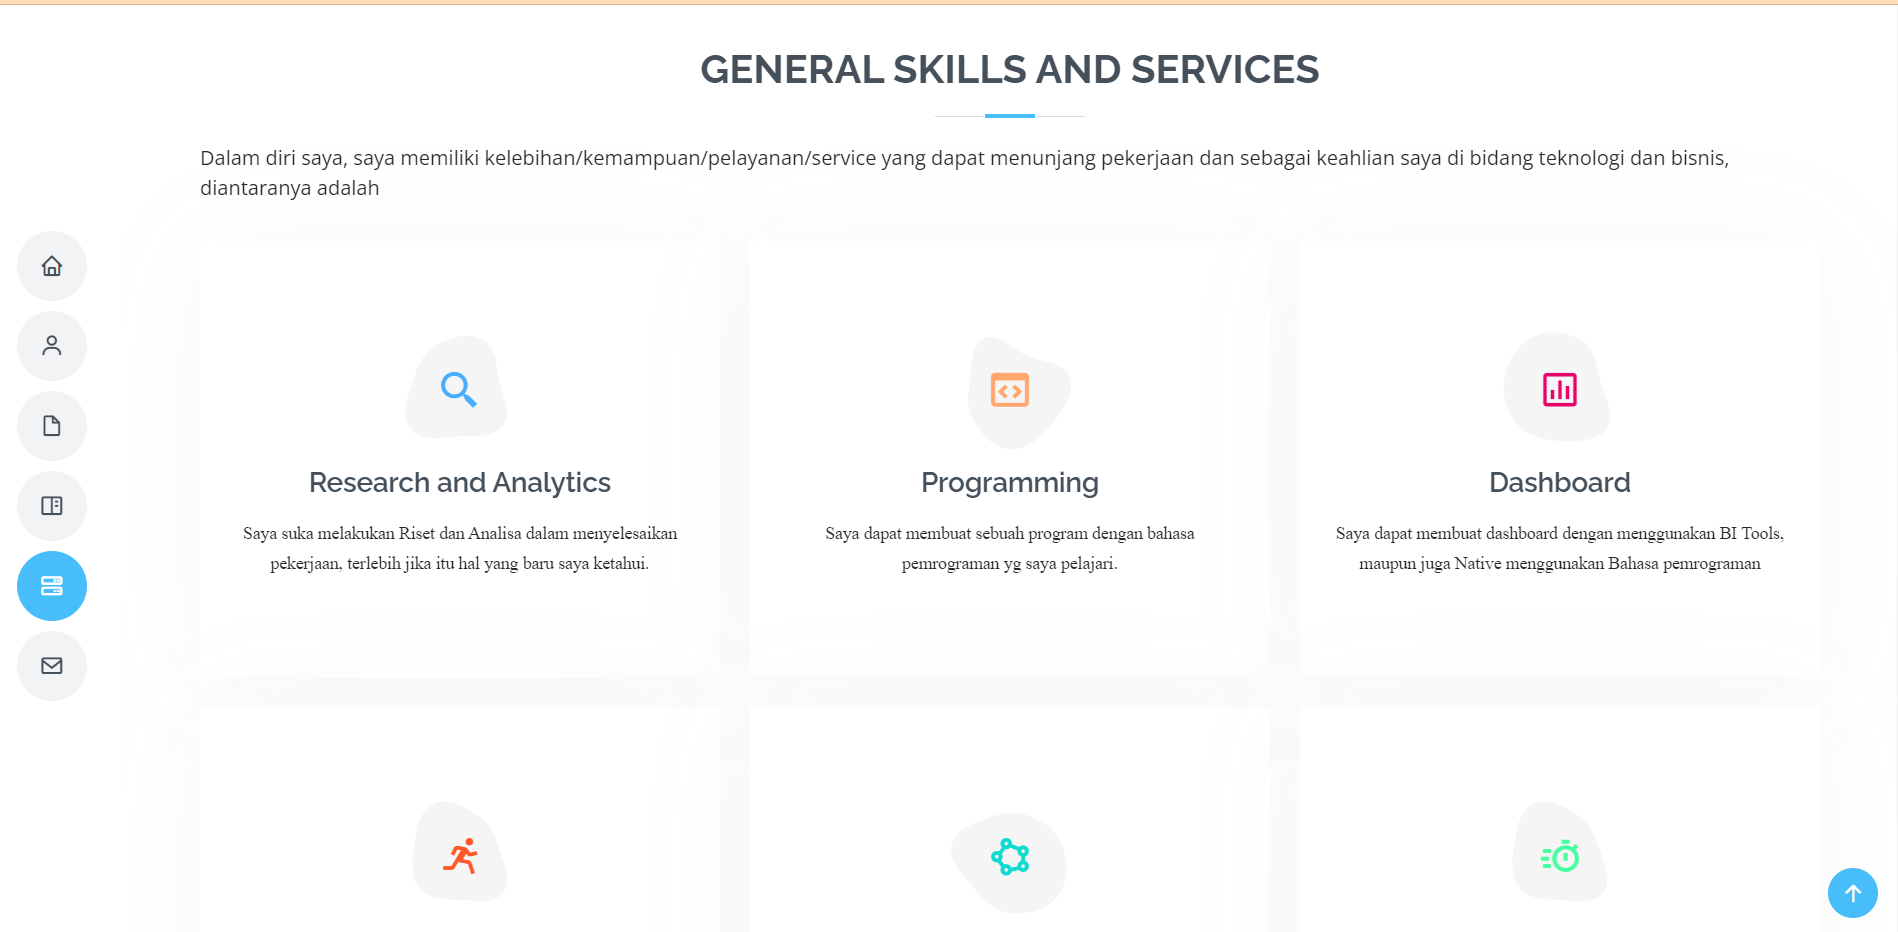 GENERAL SKILLS AND SERVICES
Dalam diri saya, saya memiliki kelebihan/kemampuan/pelayanan/service yang dapat menunjang pekerjaan dan sebagai keahlian saya di bidang teknologi dan bisnis,
diantaranya adalah
Research and Analytics
Saya suka melakukan Riset dan Analisa dalam menyelesaikan
pekerjaan, terlebih jika itu hal yang baru saya ketahui.
Programming
Saya dapat membuat sebuah program dengan bahasa
pemrograman yg saya pelajari.
Dashboard
Saya dapat membuat dashboard dengan menggunakan BI Tools,
maupun juga Native menggunakan Bahasa pemrograman